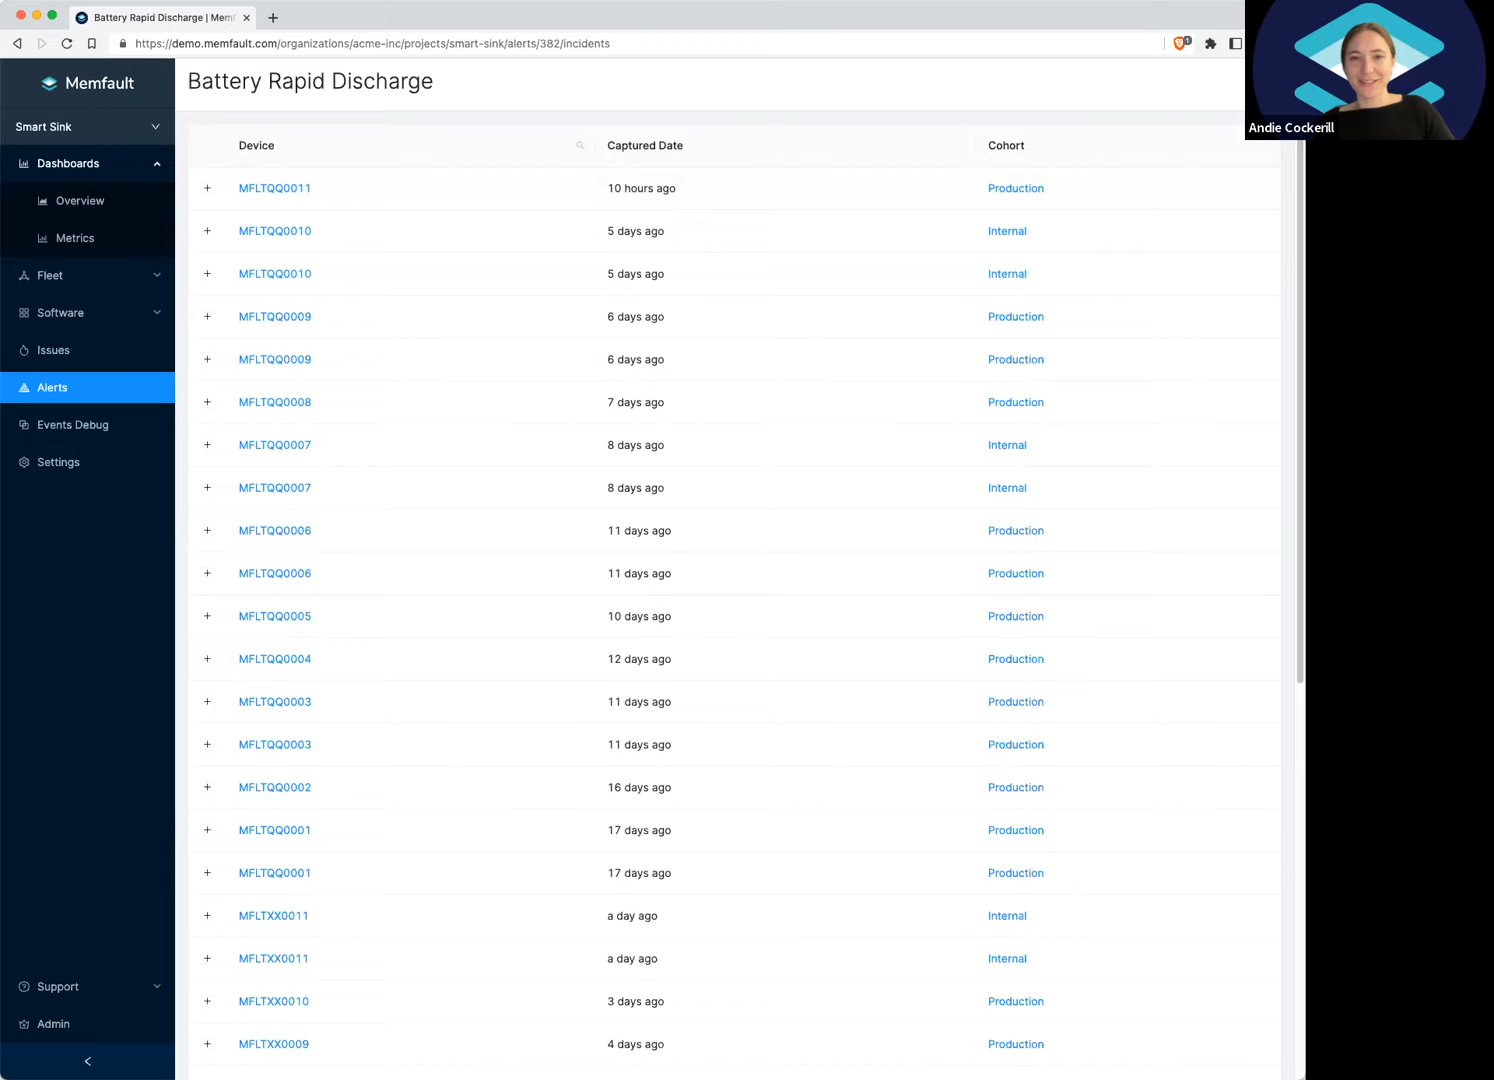 Battery Rapid Discharge | Memf
https://demo.memfault.com/organizations/acme-inc/projects/smart-sink/alerts/382/incidents
1
Andie Cockerill
Memfault
Smart Sink
Dashboards
Overview
Metrics
Fleet
Software
Issues
Alerts
Events Debug
Settings
Support
Admin
Battery Rapid Discharge
Device Captured Date Cohort
MFLTQQ0011 10 hours ago Production
MFLTQQ0010 5 days ago Internal
MFLTQQ0010 5 days ago Internal
MFLTQQ0009 6 days ago Production
MFLTQQ0009 6 days ago Production
MFLTQQ0008 7 days ago Production
MFLTQQ0007 8 days ago Internal
MFLTQQ0007 8 days ago Internal
MFLTQQ0006 11 days ago Production
MFLTQQ0006 11 days ago Production
MFLTQQ0005 10 days ago Production
MFLTQQ0004 12 days ago Production
MFLTQQ0003 11 days ago Production
MFLTQQ0003 11 days ago Production
MFLTQQ0002 16 days ago Production
MFLTQQ0001 17 days ago Production
MFLTQQ0001 17 days ago Production
MFLTXX0011 a day ago Internal
MFLTXX0011 a day ago Internal
MFLTXX0010 3 days ago Production
MFLTXX0009 4 days ago Production